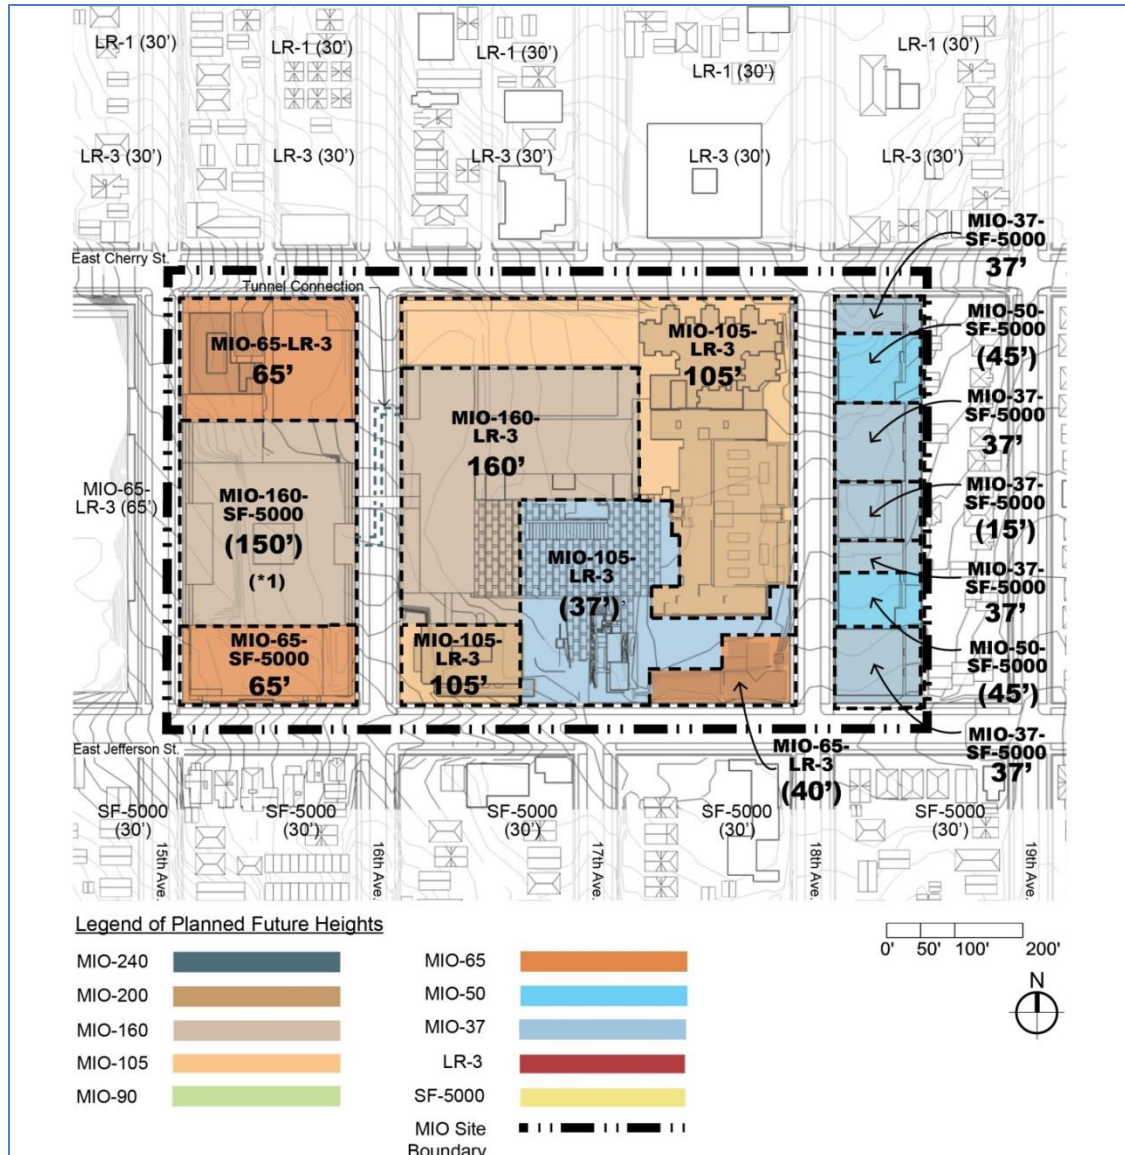 LR-1 (30')
LR-1 (30')
LR-1 (30')
LR-1 (30')
LR-1 (30')
LR-3 (30')
LR-3 (30')
LR-3 (30')
LR-3 (30')
LR-3 (30')
East Cherry St.
Tunnel Connection
MIO-65-LR-3
65'
MIO-160-
SF-5000
(150')
(*1)
MIO-65-
SF-5000
65'
MIO-65-
LR-3 (65')
MIO-160-
LR-3
160'
MIO-105-
LR-3
105'
MIO-105-
LR-3
(37')
MIO-105-
LR-3
105'
MIO-65-
LR-3
(40')
MIO-37-
SF-5000
37'
MIO-50-
SF-5000
(45')
MIO-37-
SF-5000
37'
MIO-37-
SF-5000
(15')
MIO-37-
SF-5000
37'
MIO-50-
SF-5000
(45')
MIO-37-
SF-5000
37'
East Jefferson St.
SF-5000
(30')
SF-5000
(30')
SF-5000
(30')
SF-5000
(30')
SF-5000
(30')
15th Ave.
16th Ave.
17th Ave.
18th Ave.
19th Ave.
Legend of Planned Future Heights
MIO-240
MIO-200
MIO-160
MIO-105
MIO-90
MIO-65
MIO-50
MIO-37
LR-3
SF-5000
MIO Site
Boundary
0' 50' 100' 200'
N